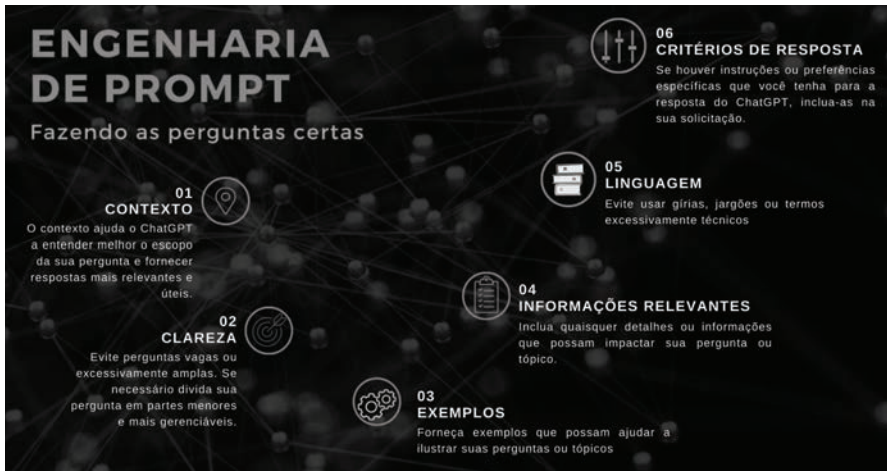 ENGENHARIA
DE PROMPT
Fazendo as perguntas certas
01
CONTEXTO
O contexto ajuda o ChatGPT
a entender melhor o escopo
da sua pergunta e fornecer
respostas mais relevantes e
úteis.
02
CLAREZA
Evite perguntas vagas ou
excessivamente amplas. Se
necessário divida sua
pergunta em partes menores
e mais gerenciáveis.
03
EXEMPLOS
Forneça exemplos que possam ajudar a
ilustrar suas perguntas ou tópicos
04
INFORMAÇÕES RELEVANTES
Inclua quaisquer detalhes ou informações
que possam impactar sua pergunta ou
tópico.
05
LINGUAGEM
Evite usar gírias, jargões ou termos
excessivamente técnicos
06
CRITÉRIOS DE RESPOSTA
Se houver instruções ou preferências
específicas que você tenha para a
resposta do ChatGPT, inclua-as na
sua solicitação.